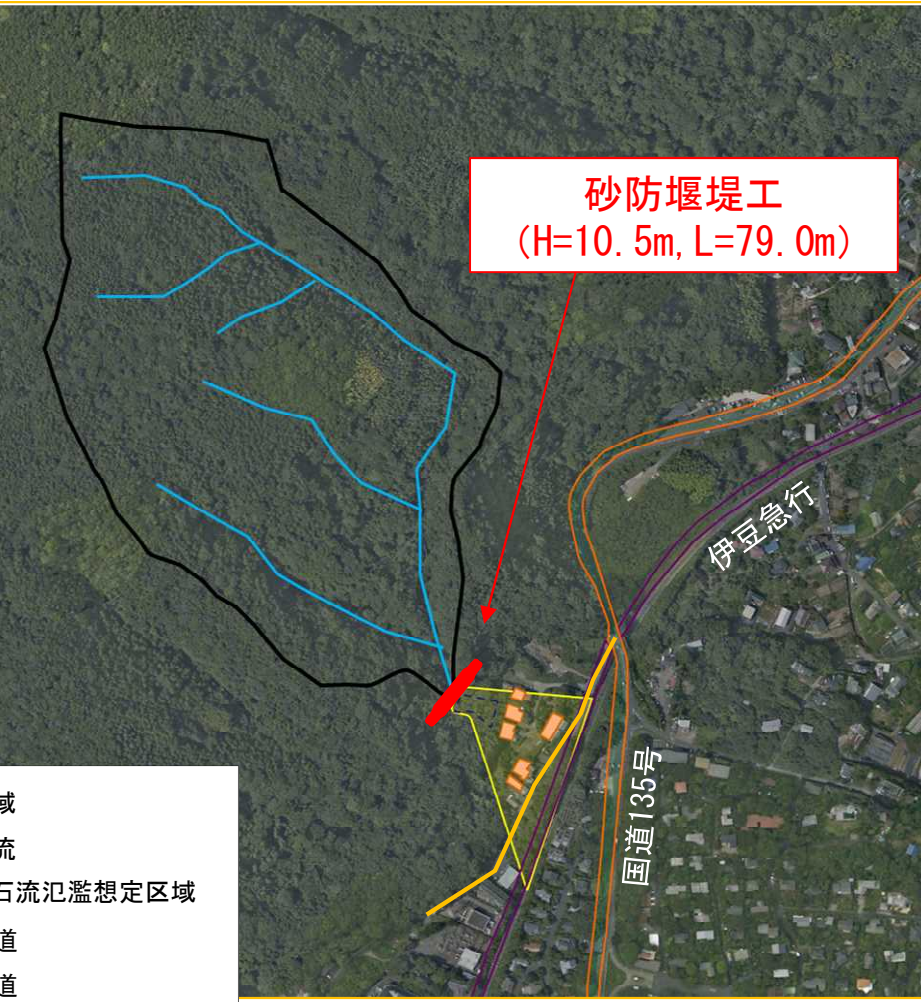 砂防堰堤工
(H=10.5m,L=79.0m)
伊豆急行
国道135号
域
流
石流氾濫想定区域
道
道